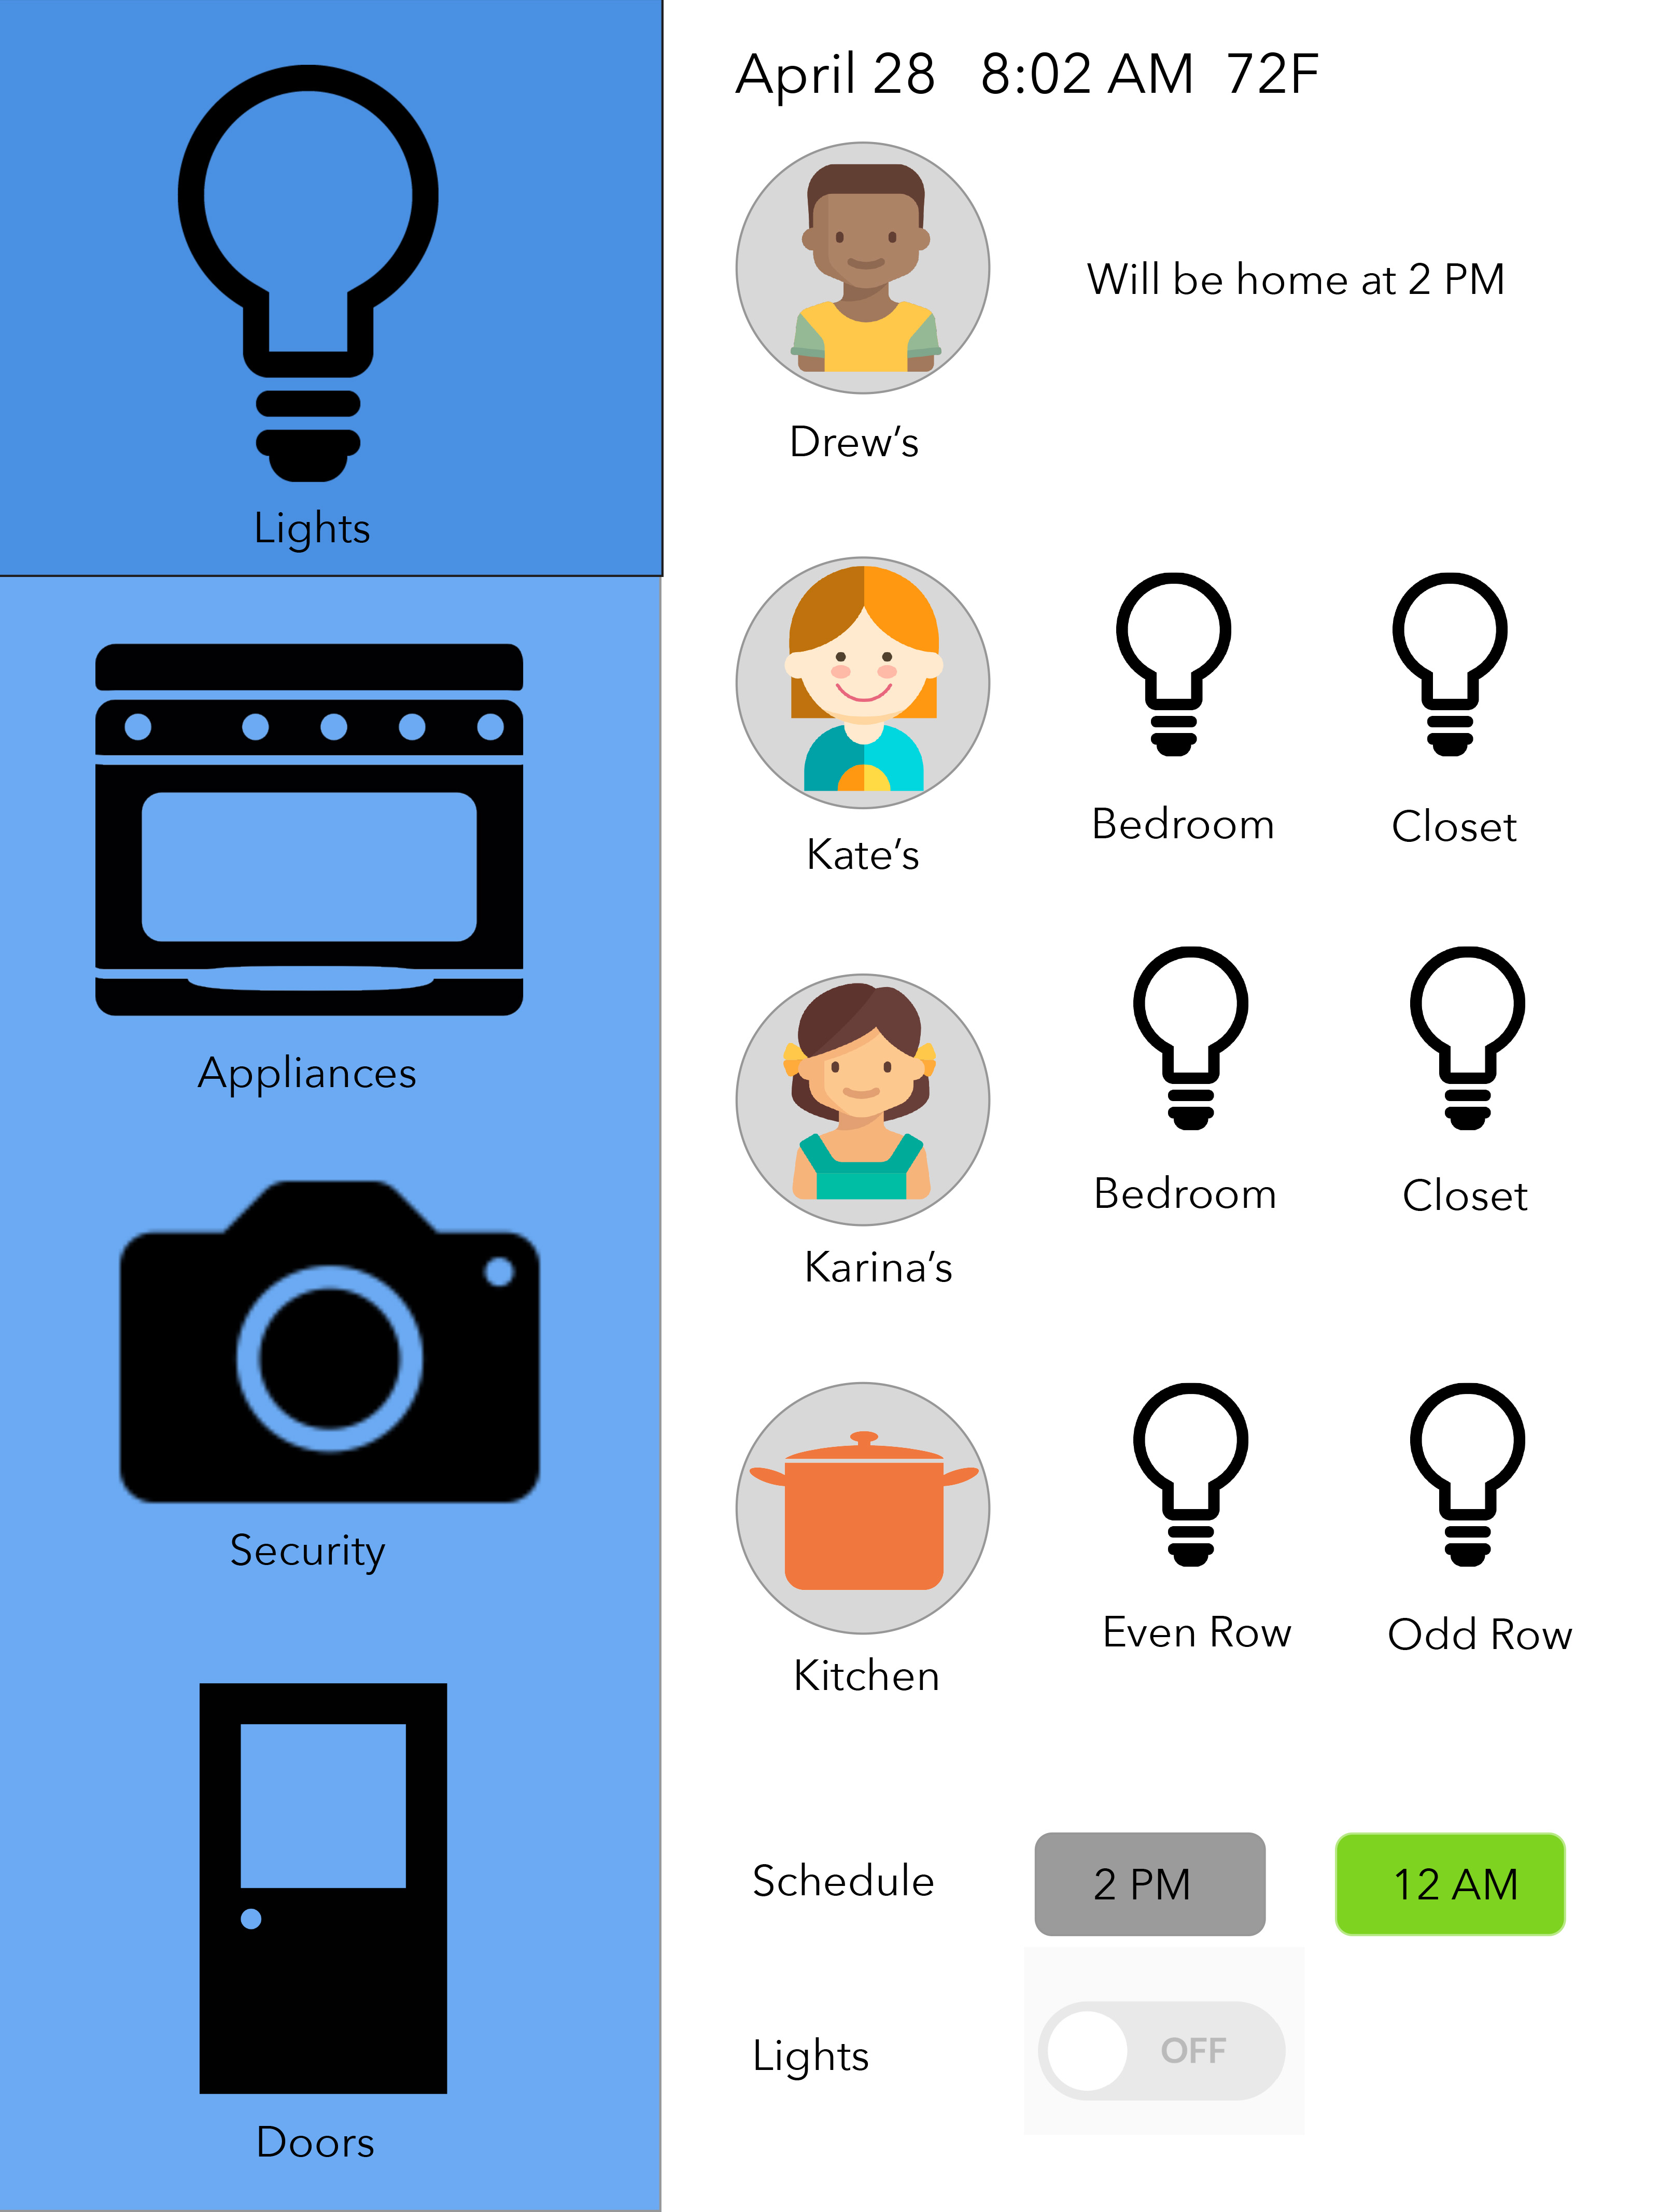 Lights
Appliances
Security
Doors
April 28 8:02 AM 72F
Drew’s
Will be home at 2 PM
Kate’s
Bedroom
Closet
Karina’s
Bedroom
Closet
Kitchen
Even Row
Odd Row
Schedule
2 PM
12 AM
Lights
OFF